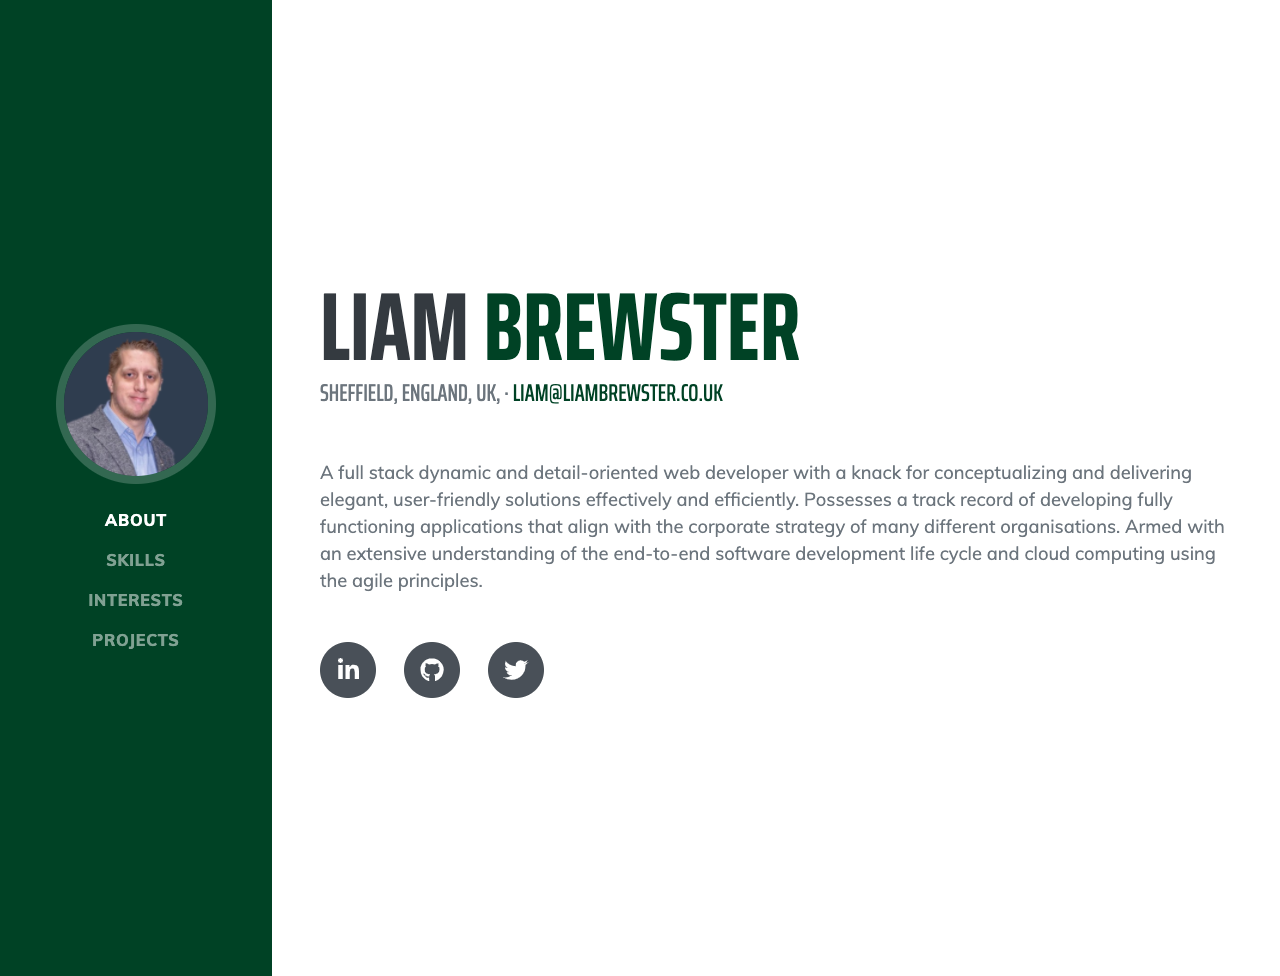 ABOUT
SKILLS
INTERESTS
PROJECTS
LIAM BREWSTER
SHEFFIELD, ENGLAND, UK, · LIAM@LIAMBREWSTER.CO.UK
A full stack dynamic and detail-oriented web developer with a knack for conceptualizing and delivering
elegant, user-friendly solutions effectively and efficiently. Possesses a track record of developing fully
functioning applications that align with the corporate strategy of many different organisations. Armed with
an extensive understanding of the end-to-end software development life cycle and cloud computing using
the agile principles.
in